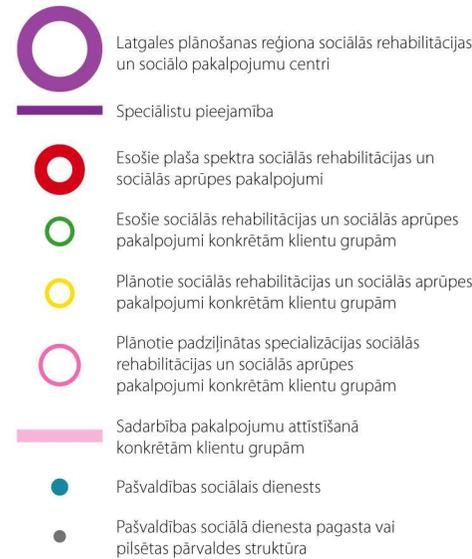 Latgales plānošanas reģiona sociālās rehabilitācijas
un sociālo pakalpojumu centri
Speciālistu pieejamība
Esošie plaša spektra sociālās rehabilitācijas un
sociālās aprūpes pakalpojumi
Esošie sociālās rehabilitācijas un sociālās aprūpes
pakalpojumi konkrētām klientu grupām
Plānotie sociālās rehabilitācijas un sociālās aprūpes
pakalpojumi konkrētām klientu grupām
Plānotie padziļinātas specializācijas sociālās
rehabilitācijas un sociālās aprūpes
pakalpojumi konkrētām klientu grupām
Sadarbība pakalpojumu attīstīšanā
konkrētām klientu grupām
Pašvaldības sociālais dienests
Pašvaldības sociālā dienesta pagasta vai
pilsētas pārvaldes struktūra